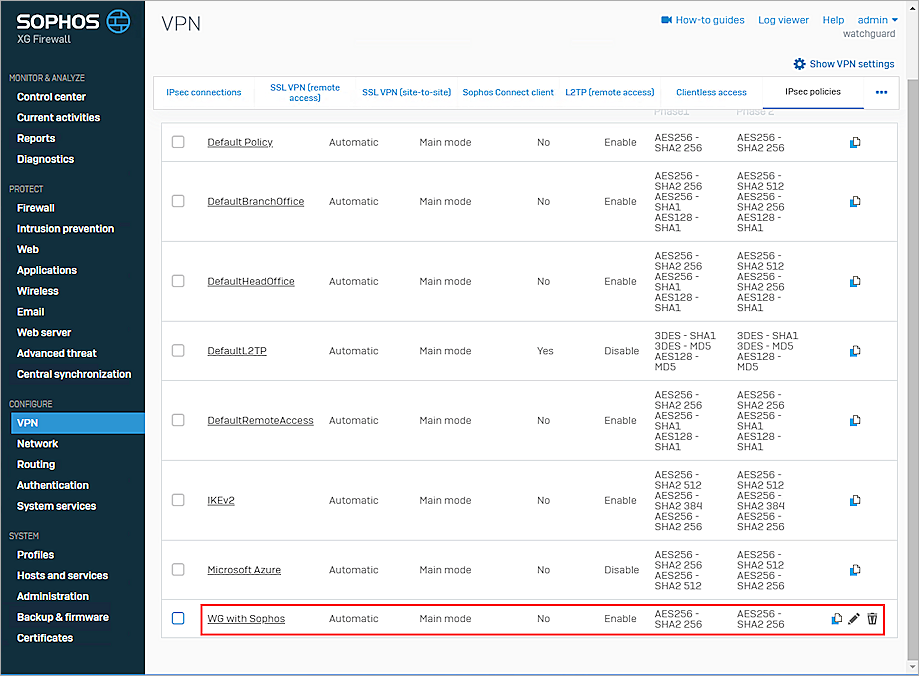 SOPHOS
XG Firewall
MONITOR & ANALYZE
Control center
Current activities
Reports
Diagnostics
PROTECT
Firewall
Intrusion prevention
Web
Applications
Wireless
Email
Web server
Advanced threat
Central synchronization
CONFIGURE
VPN
Network
Routing
Authentication
System services
SYSTEM
Profiles
Hosts and services
Administration
Backup & firmware
Certificates
VPN
How-to guides Log viewer Help admin
watchguard
Show VPN settings
IPsec connections SSL VPN (remote access) SSL VPN (site-to-site) Sophos Connect client L2TP (remote access) Clientless access IPsec policies
Phase1 Phase 2
Default Policy Automatic Main mode No Enable AES256 - AES256 -
SHA2 256 SHA2 256
AES256 - AES256 -
SHA2 256 SHA2 512
DefaultBranchOffice Automatic Main mode No Enable AES256 - AES256 -
SHA1 SHA2 256
AES128 - AES128 -
SHA1 SHA1
AES256 - AES256 -
SHA2 256 SHA2 512
DefaultHeadOffice Automatic Main mode No Enable AES256 - AES256 -
SHA1 SHA2 256
AES128 - AES128 -
SHA1 SHA1
3DES - SHA1 3DES - SHA1
DefaultL2TP Automatic Main mode Yes Disable 3DES - MD5 3DES - MD5
AES128 - AES128 -
MD5 MD5
AES256 - AES256 -
SHA2 256 SHA2 256
DefaultRemoteAccess Automatic Main mode No Enable AES256 - AES256 -
SHA1 SHA1
AES128 - AES128 -
SHA1 SHA1
AES256 - AES256 -
SHA2 512 SHA2 512
IKEv2 Automatic Main mode No Enable AES256 - AES256 -
SHA2 384 SHA2 384
AES256 - AES256 -
SHA2 256 SHA2 256
AES256 - AES256 -
Microsoft Azure Automatic Main mode No Disable SHA2 256 SHA2 512
AES256 - AES256 -
SHA2 512 SHA2 256
WG with Sophos Automatic Main mode No Enable AES256 - AES256 -
SHA2 256 SHA2 256